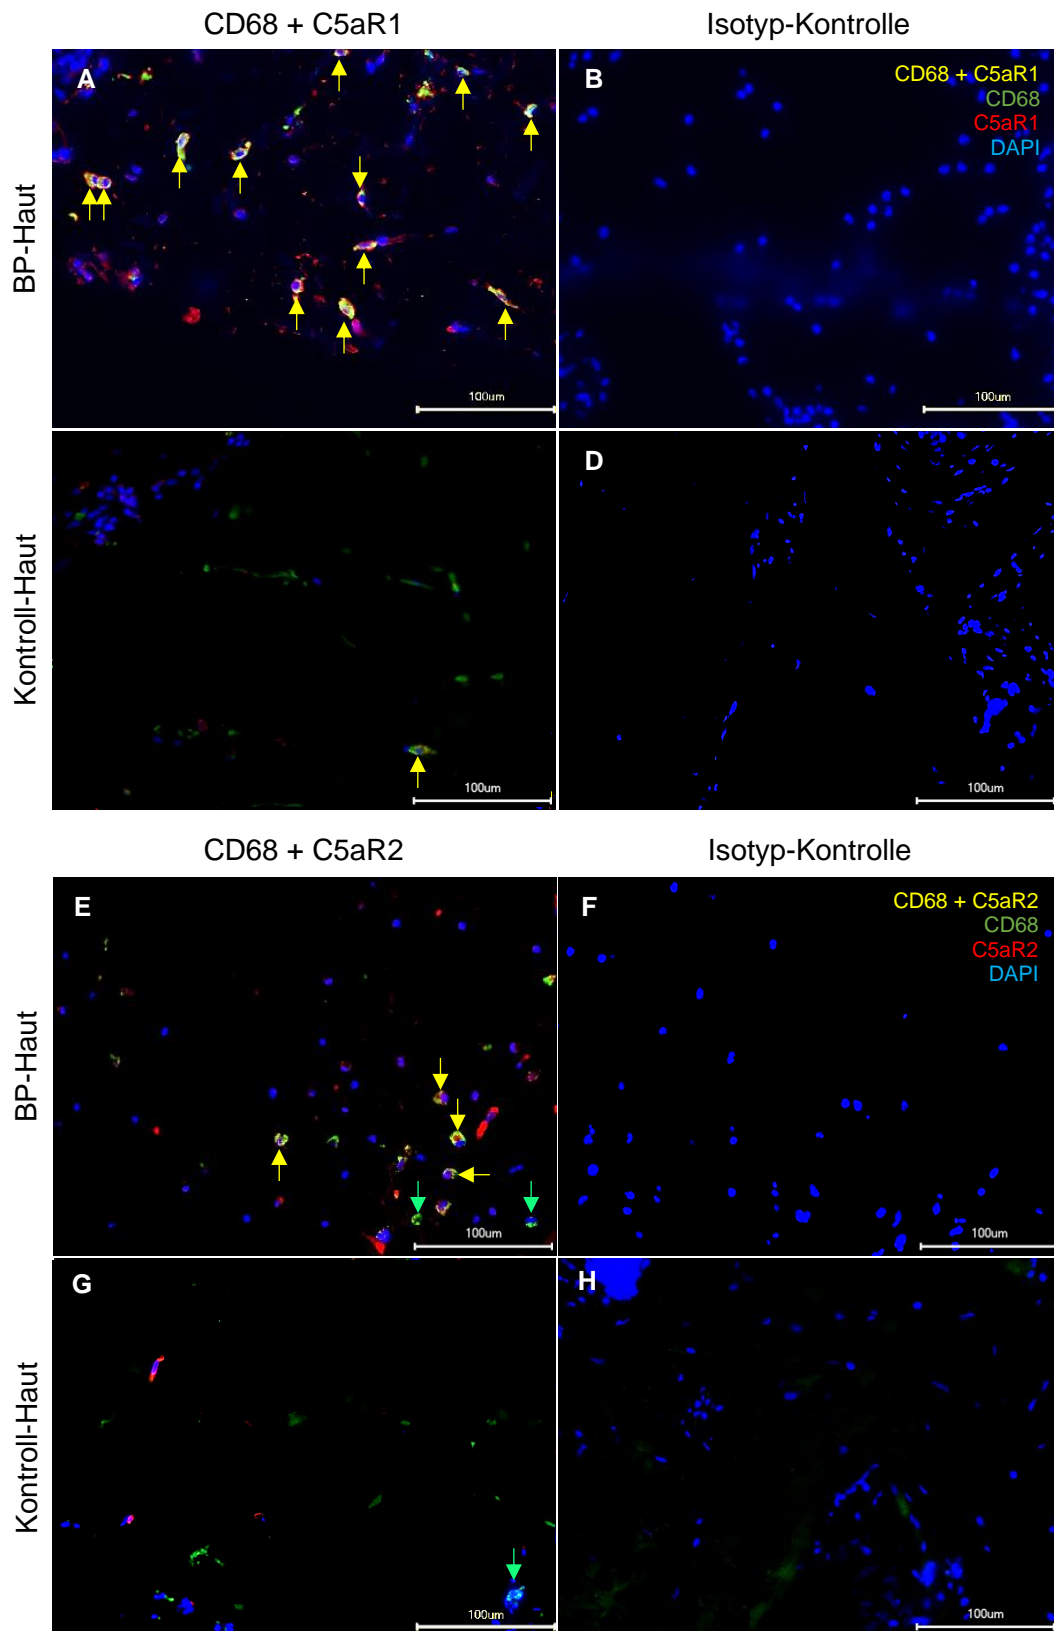 CD68 + C5aR1
Isotyp-Kontrolle
BP-Haut
A
100um
B
CD68 + C5aR1
CD68
C5aR1
DAPI
100um
Kontroll-Haut
100um
D
100um
CD68 + C5aR2
Isotyp-Kontrolle
BP-Haut
E
100um
F
CD68 + C5aR2
CD68
C5aR2
DAPI
100um
Kontroll-Haut
G
100um
H
100um